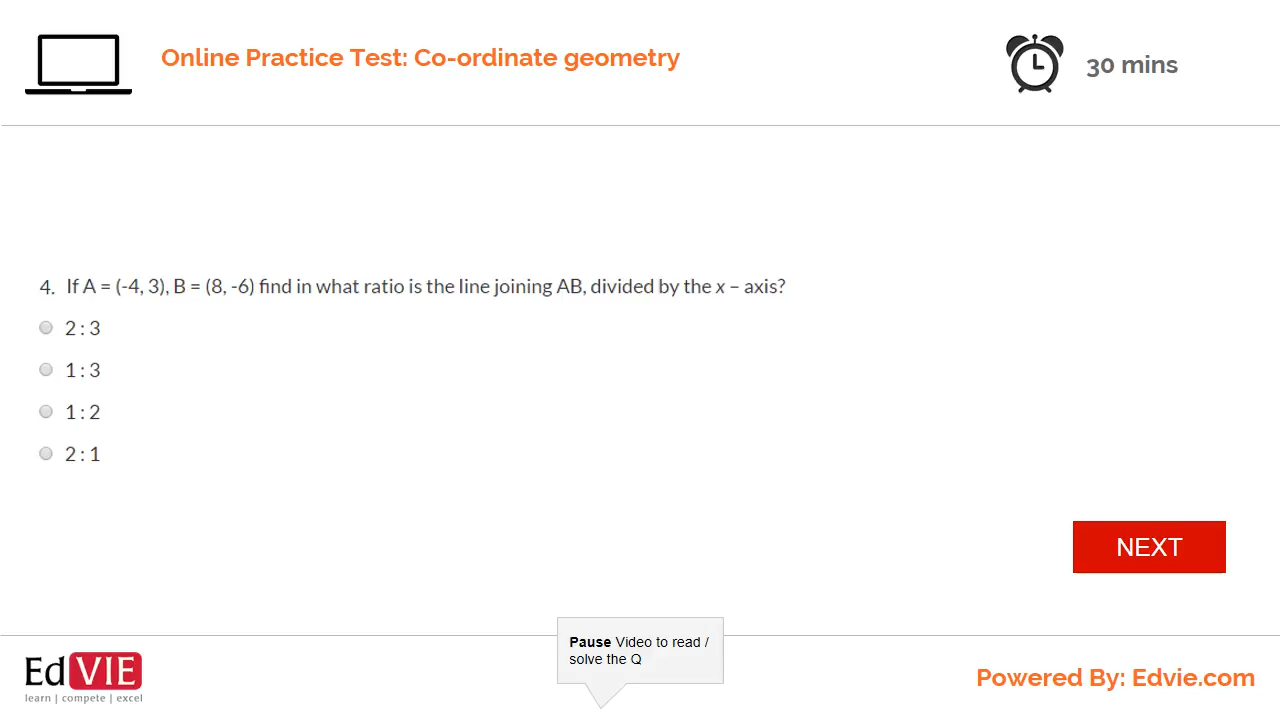 Online Practice Test: Co-ordinate geometry
30 mins
4. If A = (-4, 3), B = (8, -6) find in what ratio is the line joining AB, divided by the x – axis?
2 : 3
1 : 3
1 : 2
2 : 1
NEXT
Pause Video to read /
solve the Q
EdVIE
learn | compete | excel
Powered By: Edvie.com